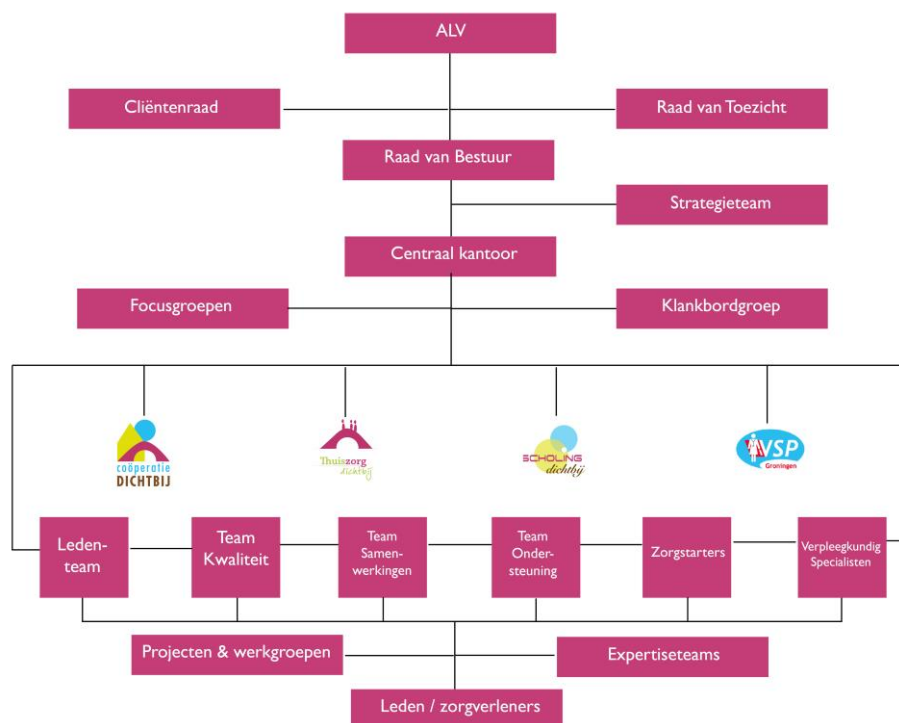 ALV
Cliëntenraad
Raad van Toezicht
Raad van Bestuur
Strategieteam
Centraal kantoor
Focusgroepen
Klankbordgroep
coöperatie
DICHTBIJ
Thuiszorg
dichtbij
SCHOLING
dichtbij
VSP
Groningen
Leden-
team
Team
Kwaliteit
Team
Samen-
werkingen
Team
Onder-
steuning
Zorgstarters
Verpleegkundig
Specialisten
Projecten & werkgroepen
Expertiseteams
Leden / zorgverleners